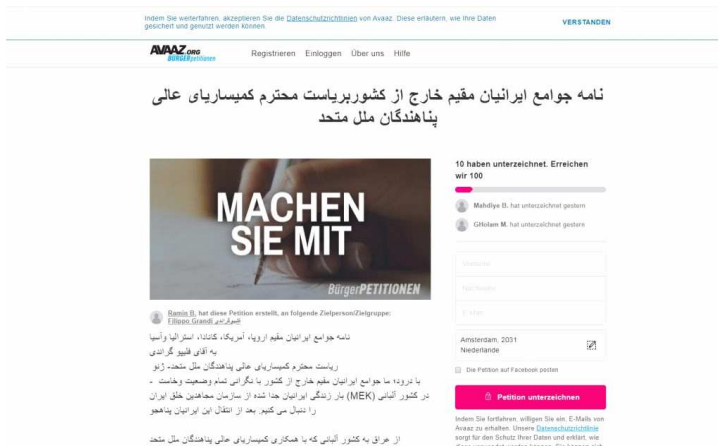 Indem Sie weiterfahren, akzeptieren Sie die Datenschutzrichtlinien von Avaaz. Diese erläutern, wie Ihre Daten
gesichert und genutzt werden können.
VERSTANDEN
AVAAZ.ORG
BÜRGERpetitionen
Registrieren Einloggen Über uns Hilfe
نامه جوامع ایرانیان مقیم خارج از کشوربریاست محترم کمیساریای عالی
پناهندگان ملل متحد
MACHEN
SIE MIT
BürgerPETITIONEN
Ramin B. hat diese Petition erstellt, an folgende Zielperson/Zielgruppe:
Filippo Grandi
نامه جوامع ایرانیان مقیم اروپا، آمریکا، کانادا، استرالیا وآسیا
به آقای فلیپو گراندی
ریاست محترم کمیساریای عالی پناهندگان ملل متحد- ژنو
با درود؛ ما جوامع ایرانیان مقیم خارج از کشور با نگرانی تمام وضعیت وخامت -
در کشور آلبانی (MEK) بار زندگی ایرانیان جدا شده از سازمان مجاهدین خلق ایران
را دنبال می کنیم. بعد از انتقال این ایرانیان پناهجو
از عراق به کشور آلبانی که با همکاری کمیساریای عالی پناهندگان ملل متحد
10 haben unterzeichnet. Erreichen
wir 100
Mahdiye B. hat unterzeichnet gestern
GHolam M. hat unterzeichnet gestern
Vorname
Nachname
E-Mail
Amsterdam, 2031
Niederlande
Die Petition auf Facebook posten
Petition unterzeichnen
Indem Sie fortfahren, willigen Sie ein, E-Mails von
Avaaz zu erhalten. Unsere Datenschutzrichtlinie
sorgt für den Schutz Ihrer Daten und erklärt, wie